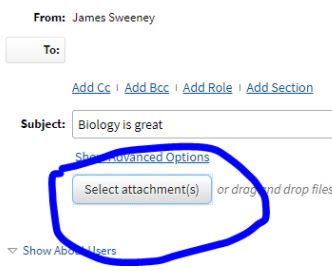 From: James Sweeney
To:
Add Cc Add Bcc Add Role Add Section
Subject: Biology is great
Show Advanced Options
Select attachment(s) or drag and drop files
Show About Users